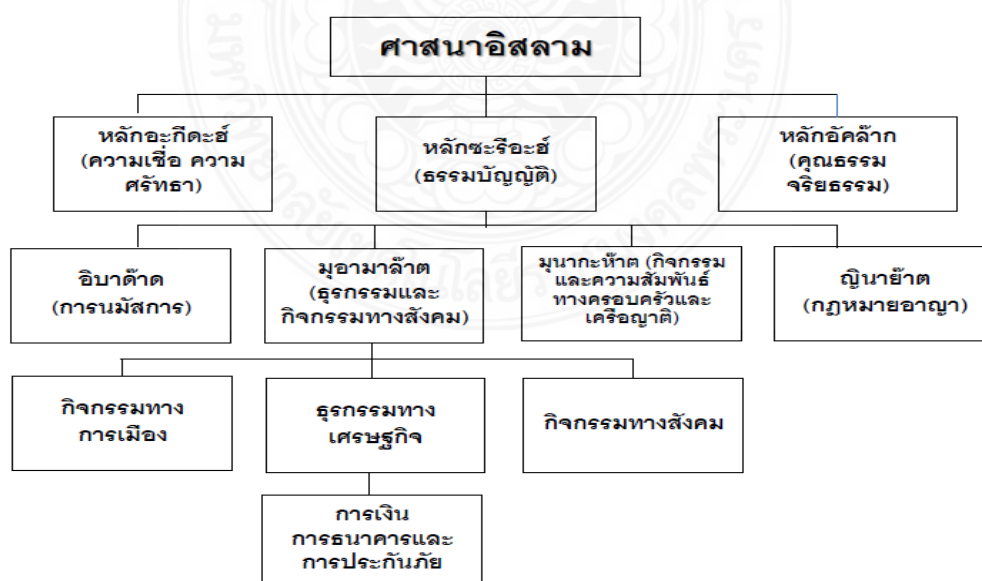 ศาสนาอิสลาม
หลักอะกีดะฮ์
(ความเชื่อ ความ
ศรัทธา)
หลักซะรีอะฮ์
(ธรรมบัญญัติ)
หลักอัคล๊าก
(คุณธรรม
จริยธรรม)
อิบาด๊าด
(การนมัสการ)
มุอามาล๊าต
(ธุรกรรมและ
กิจกรรมทางสังคม)
มุนากะห๊าต (กิจกรรม
และความสัมพันธ์
ทางครอบครัวและ
เครือญาติ)
ญินาย๊าต
(กฎหมายอาญา)
กิจกรรมทาง
การเมือง
ธุรกรรมทาง
เศรษฐกิจ
กิจกรรมทางสังคม
การเงิน
การธนาคารและ
การประกันภัย